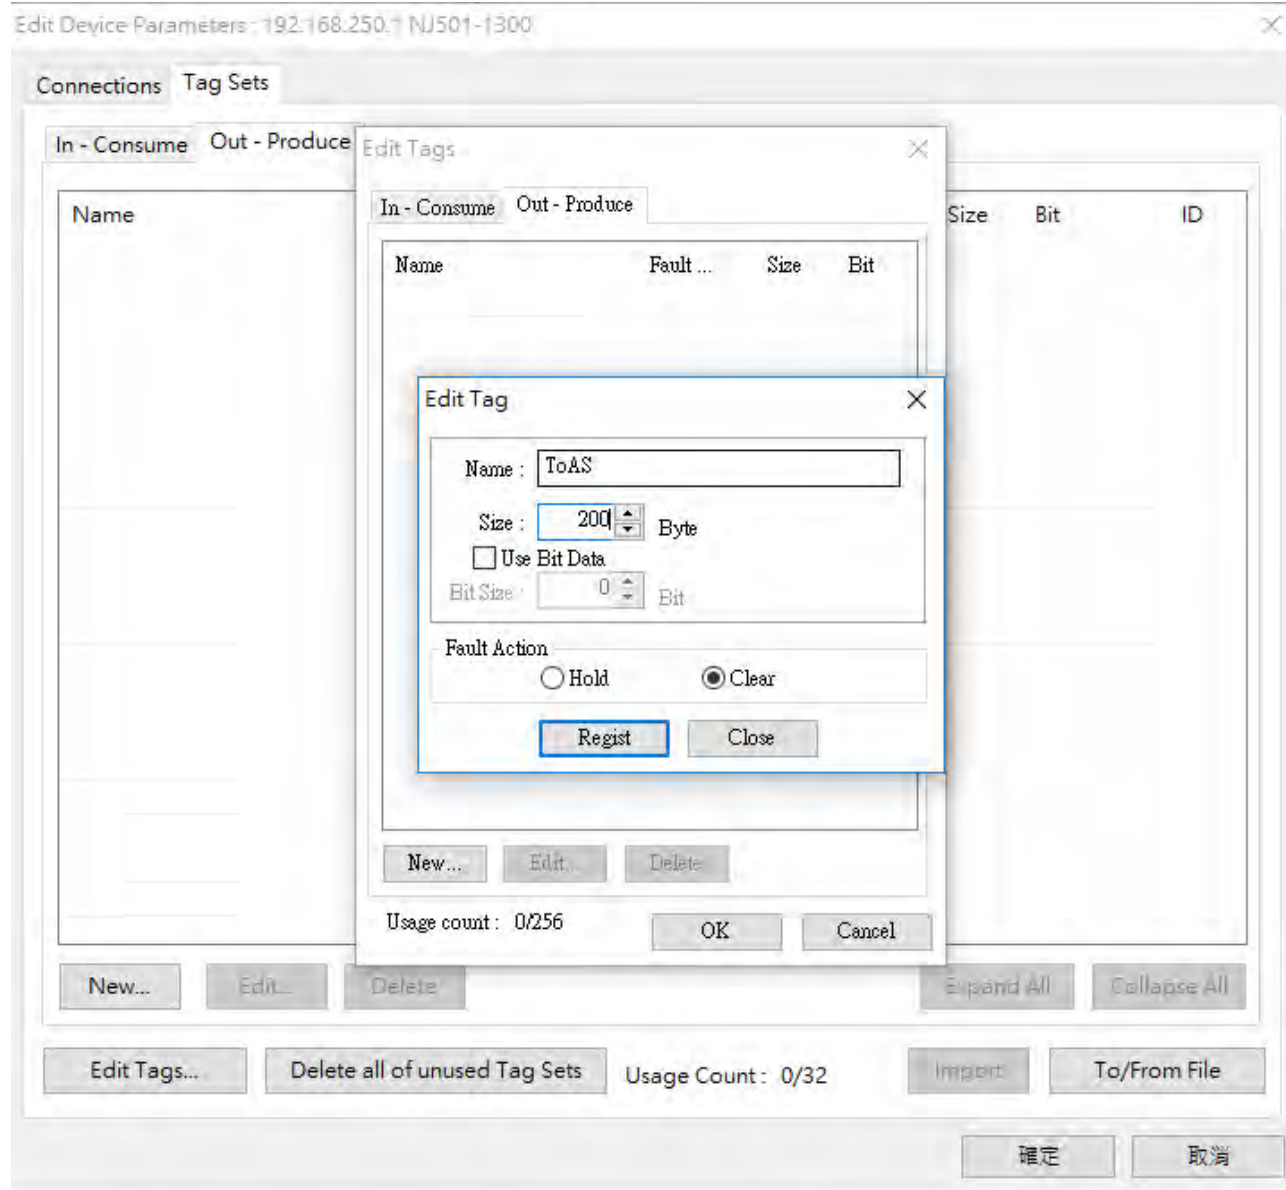 Edit Device Parameters : 192.168.250.1 NJ501-1300
Connections Tag Sets
In - Consume Out - Produce
Edit Tags
In - Consume Out - Produce
Name Size Bit ID
Name Fault ... Size Bit
Edit Tag
Name : ToAS
Size : 200 Byte
Use Bit Data
Bit Size : 0 Bit
Fault Action
Hold Clear
Regist Close
New... Edit... Delete
Usage count : 0/256 OK Cancel
New... Edit... Delete Expand All Collapse All
Edit Tags... Delete all of unused Tag Sets Usage Count : 0/32 Import To/From File
確定 取消